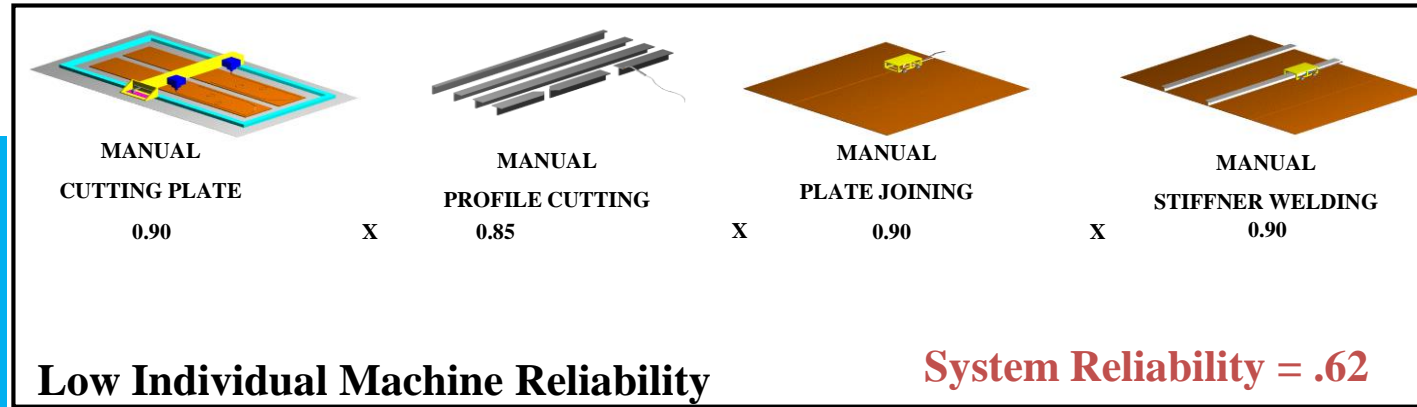 MANUAL
CUTTING PLATE
0.90
X
MANUAL
PROFILE CUTTING
0.85
X
MANUAL
PLATE JOINING
0.90
X
MANUAL
STIFFNER WELDING
0.90
Low Individual Machine Reliability
System Reliability = .62